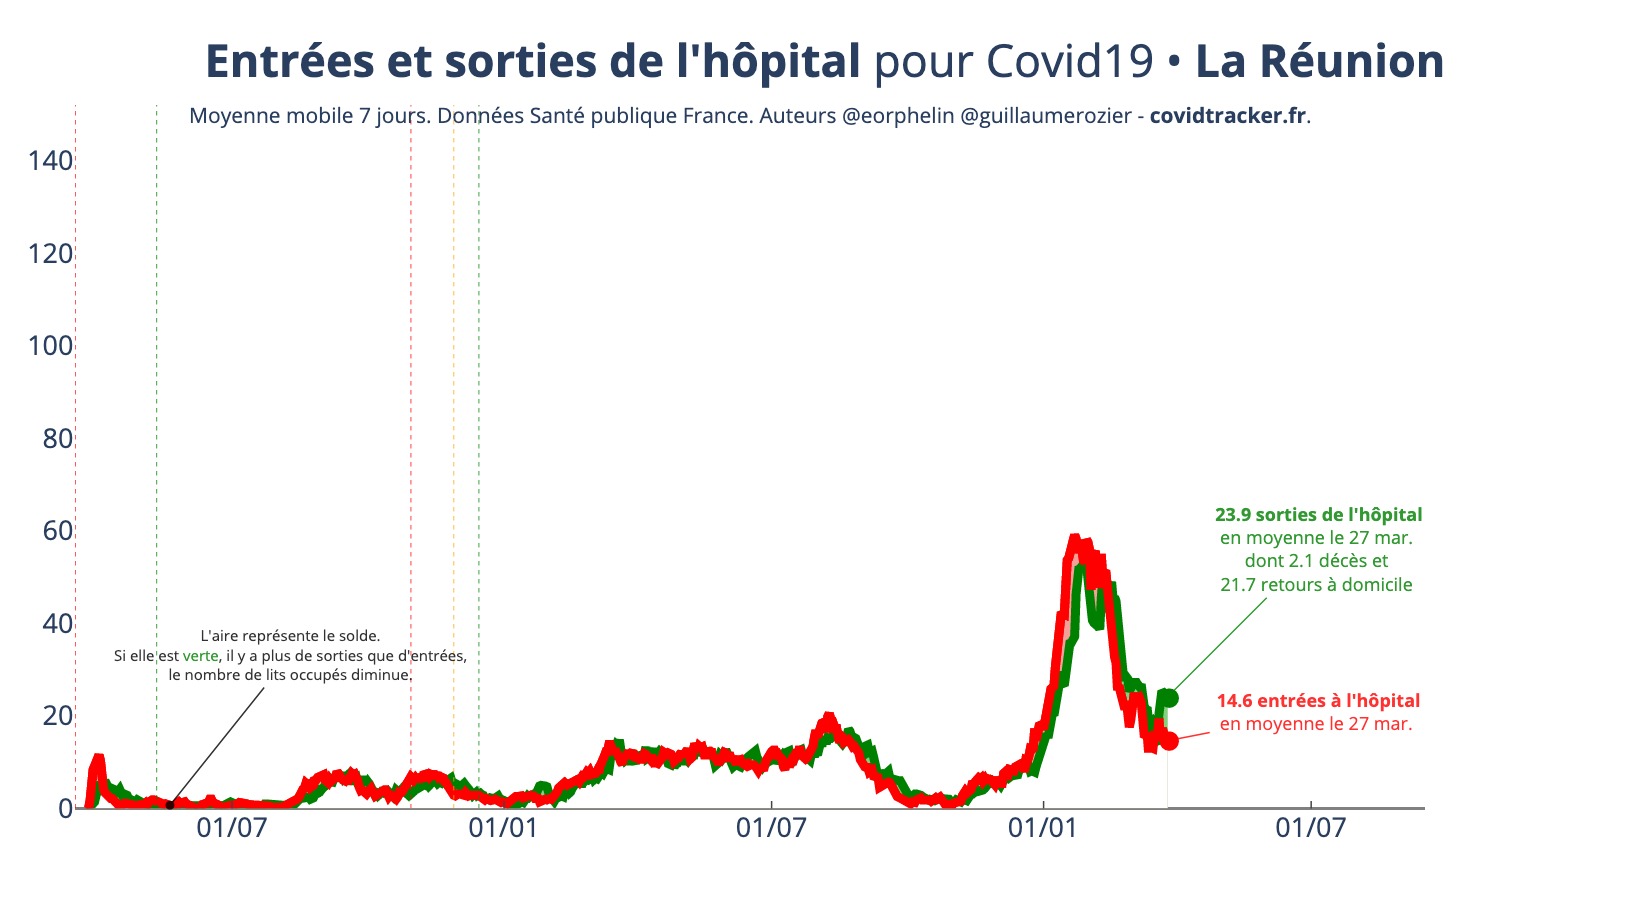 Entrées et sorties de l'hôpital pour Covid19 • La Réunion
Moyenne mobile 7 jours. Données Santé publique France. Auteurs @eorphelin @guillaumerozier - covidtracker.fr.
140
120
100
80
60
40
20
0
L'aire représente le solde.
Si elle est verte, il y a plus de sorties que d'entrées,
le nombre de lits occupés diminue.
23.9 sorties de l'hôpital
en moyenne le 27 mar.
dont 2.1 décès et
21.7 retours à domicile
14.6 entrées à l'hôpital
en moyenne le 27 mar.
01/07 01/01 01/07 01/01 01/07